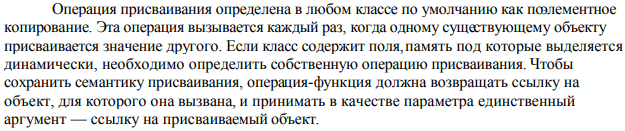 Операция присваивания определена в любом классе по умолчанию как поэлементное
копирование. Эта операция вызывается каждый раз, когда одному существующему объекту
присваивается значение другого. Если класс содержит поля, память под которые выделяется
динамически, необходимо определить собственную операцию присваивания. Чтобы
сохранить семантику присваивания, операция-функция должна возвращать ссылку на
объект, для которого она вызвана, и принимать в качестве параметра единственный
аргумент — ссылку на присваиваемый объект.